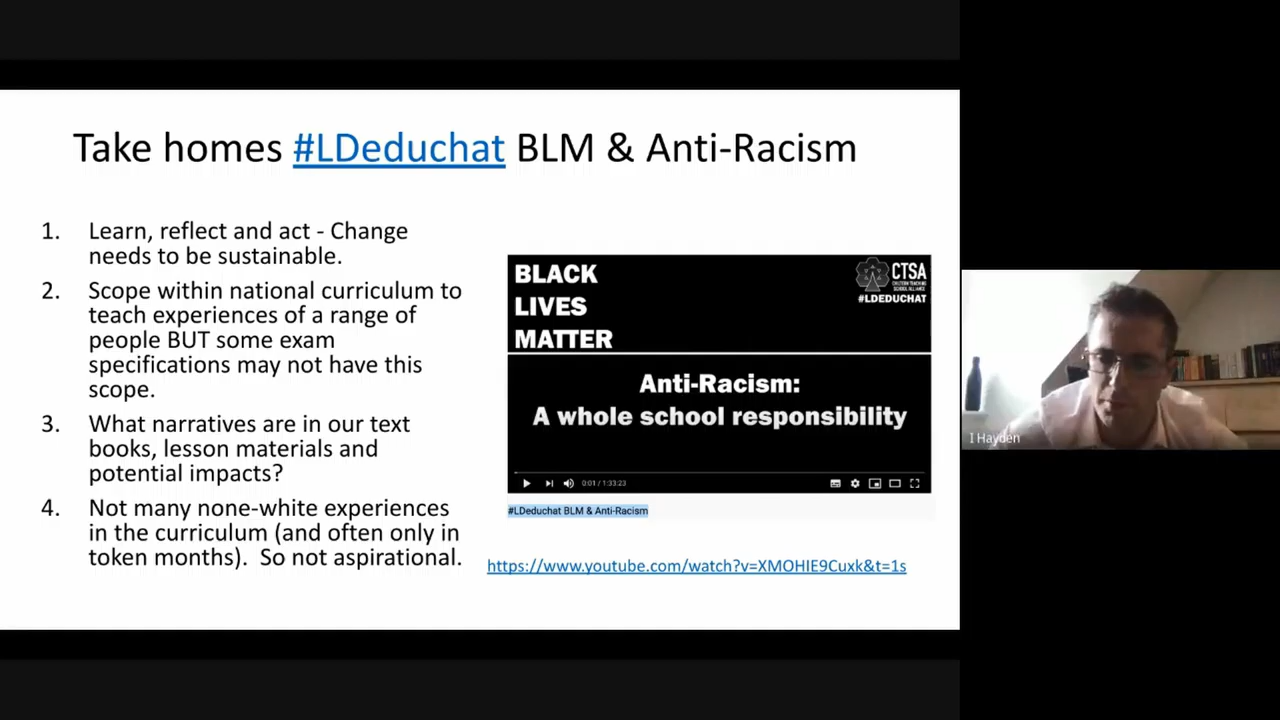 Take homes #LDeduchat BLM & Anti-Racism
1. Learn, reflect and act - Change
needs to be sustainable.
2. Scope within national curriculum to
teach experiences of a range of
people BUT some exam
specifications may not have this
scope.
3. What narratives are in our text
books, lesson materials and
potential impacts?
4. Not many none-white experiences
in the curriculum (and often only in
token months).  So not aspirational.
BLACK
LIVES
MATTER
CTSA
CHILTERN TEACHING
SCHOOL ALLIANCE
#LDEDUCHAT
Anti-Racism:
A whole school responsibility
0:01 / 1:33:23
#LDeduchat BLM & Anti-Racism
https://www.youtube.com/watch?v=XMOHIE9Cuxk&t=1s
I Hayden